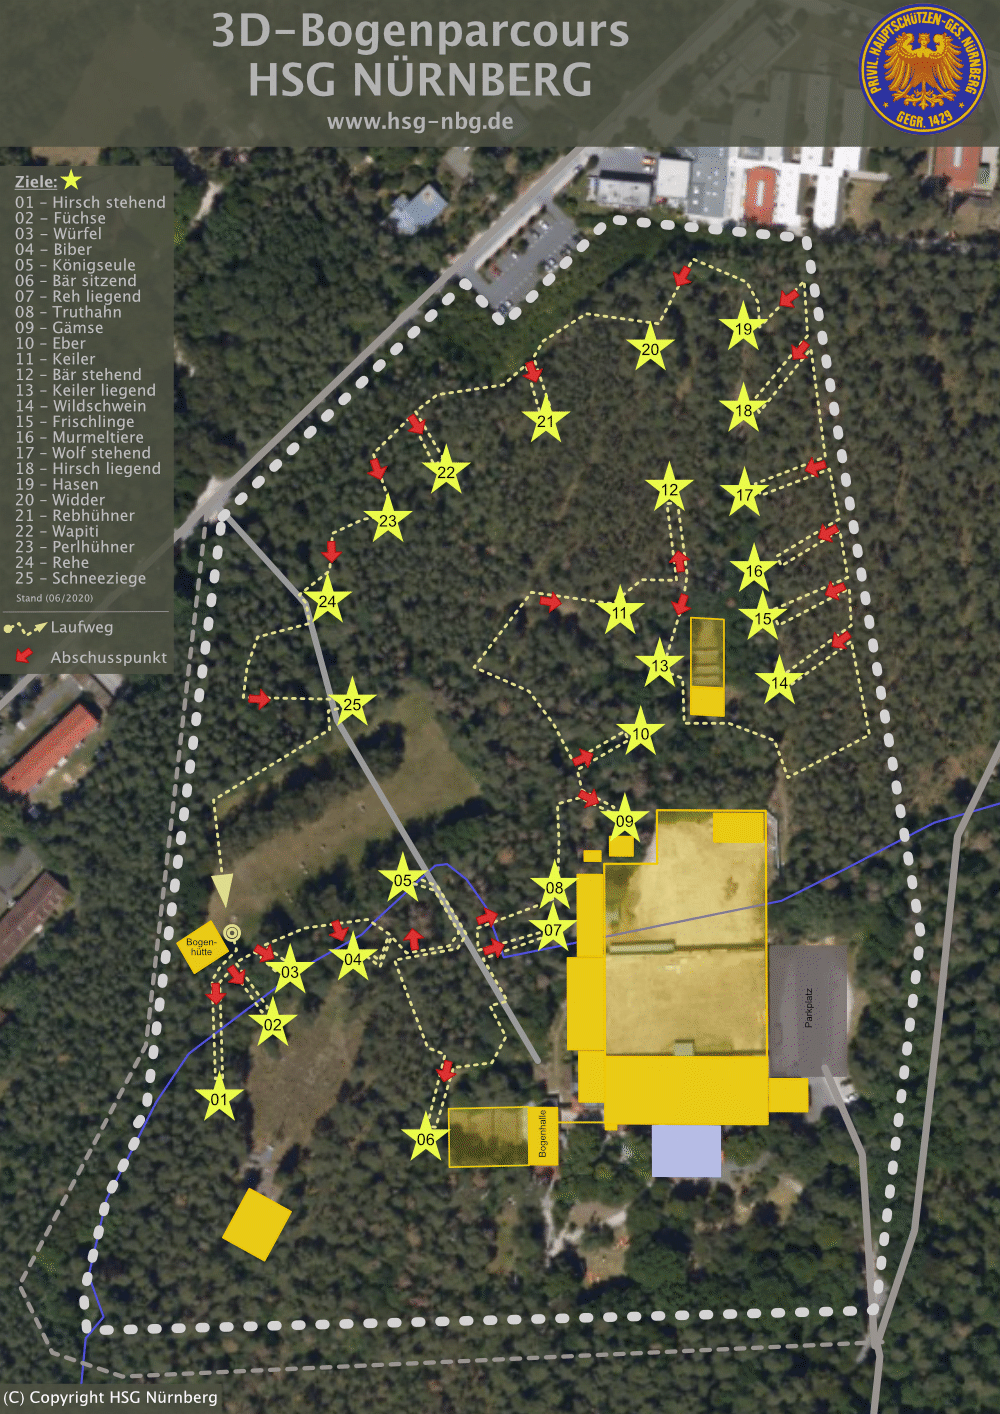 3D-Bogenparcours
HSG NÜRNBERG
www.hsg-nbg.de
PRIVIL. HAUPTSCHÜTZEN-GES. NÜRNBERG
GEGR. 1429
Ziele:
01 - Hirsch stehend
02 - Füchse
03 - Würfel
04 - Biber
05 - Königseule
06 - Bär sitzend
07 - Reh liegend
08 - Truthahn
09 - Gämse
10 - Eber
11 - Keiler
12 - Bär stehend
13 - Keiler liegend
14 - Wildschwein
15 - Frischlinge
16 - Murmeltiere
17 - Wolf stehend
18 - Hirsch liegend
19 - Hasen
20 - Widder
21 - Rebhühner
22 - Wapiti
23 - Perlhühner
24 - Rehe
25 - Schneeziege
Stand (06/2020)
Laufweg
Abschusspunkt
19
20
18
21
22
12
17
23
16
24
11
15
13
14
25
10
09
05
08
07
Bogen-
hütte
04
03
02
Parkplatz
01
06
Bogenhalle
(C) Copyright HSG Nürnberg